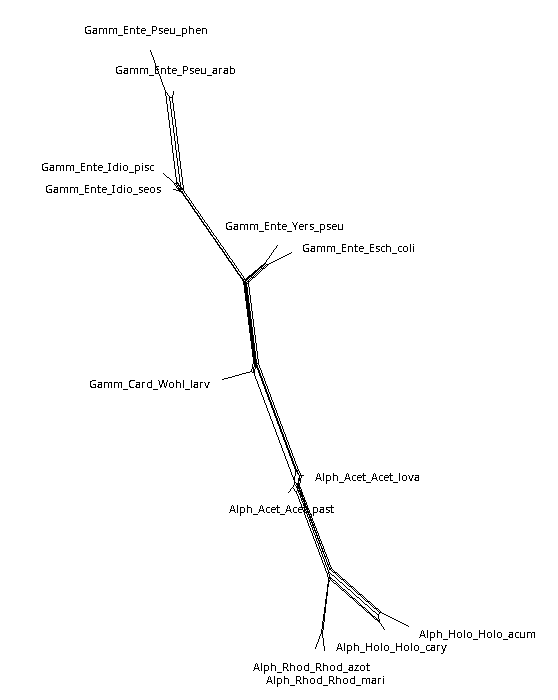 Gamm_Ente_Pseu_phen
Gamm_Ente_Pseu_arab
Gamm_Ente_Idio_pisc
Gamm_Ente_Idio_seos
Gamm_Ente_Yers_pseu
Gamm_Ente_Esch_coli
Gamm_Card_Wohl_larv
Alph_Acet_Acet_lova
Alph_Acet_Acet_past
Alph_Holo_Holo_acum
Alph_Holo_Holo_cary
Alph_Rhod_Rhod_azot
Alph_Rhod_Rhod_mari